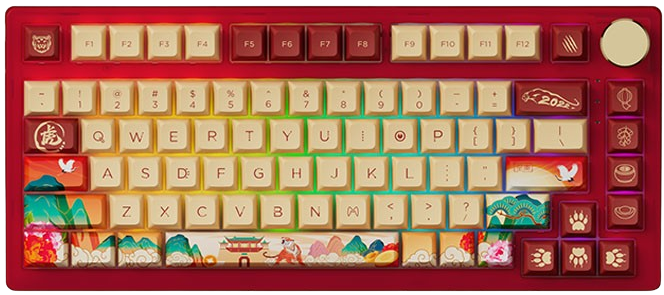 F1 F2 F3 F4 F5 F6 F7 F8 F9 F10 F11 F12
~ ! @ # $ % ^ & * ( ) _ +
1 2 3 4 5 6 7 8 9 0 - = 2022
虎 Q W E R T Y U P { } |
[ ] \
A S D F G H J K L : "
Z X C V B N < > ?
, . /